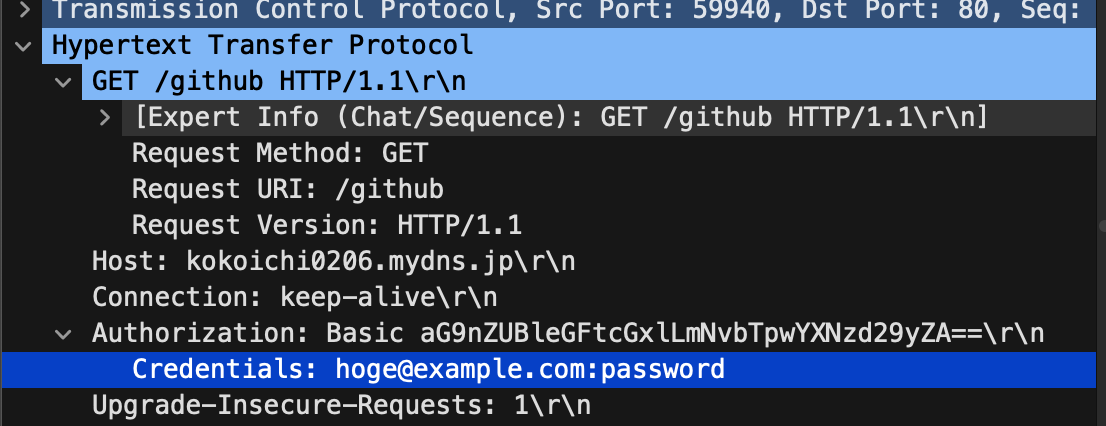 Transmission Control Protocol, Src Port: 59940, Dst Port: 80, Seq:
Hypertext Transfer Protocol
GET /github HTTP/1.1\r\n
[Expert Info (Chat/Sequence): GET /github HTTP/1.1\r\n]
Request Method: GET
Request URI: /github
Request Version: HTTP/1.1
Host: kokoichi0206.mydns.jp\r\n
Connection: keep-alive\r\n
Authorization: Basic aG9nZUBleGFtcGxlLmNvbTpwYXNzd29yZA==\r\n
Credentials: hoge@example.com:password
Upgrade-Insecure-Requests: 1\r\n